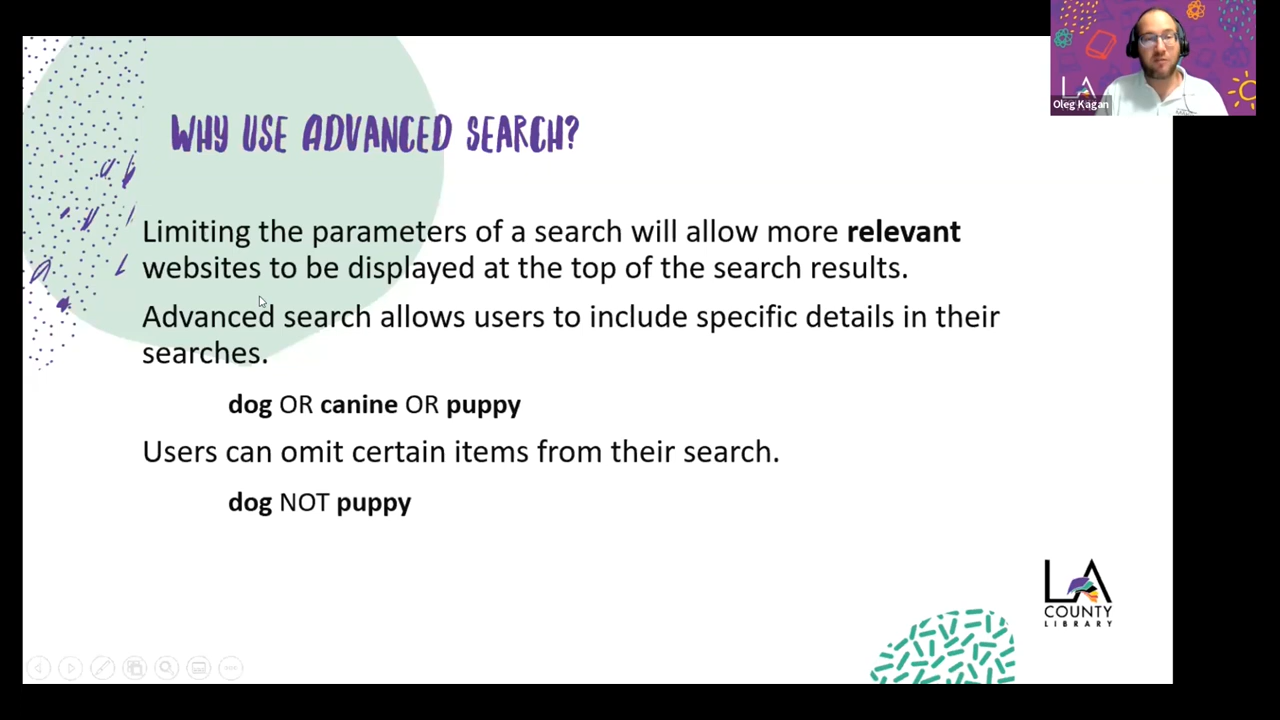 LA
Oleg Kagan
WHY USE ADVANCED SEARCH?
Limiting the parameters of a search will allow more relevant
websites to be displayed at the top of the search results.
Advanced search allows users to include specific details in their
searches.
dog OR canine OR puppy
Users can omit certain items from their search.
dog NOT puppy
LA
COUNTY
LIBRARY